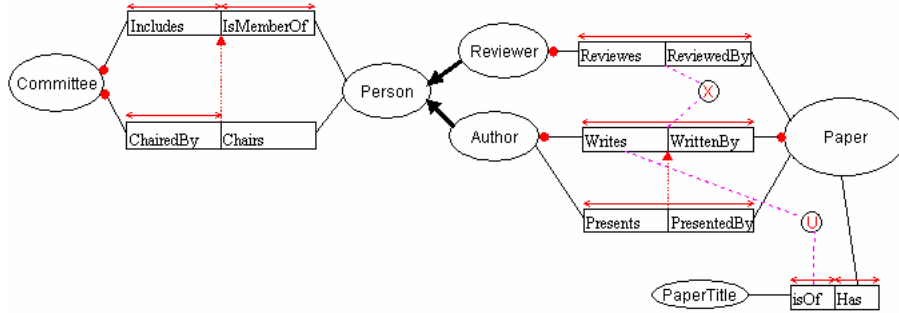 Includes IsMemberOf
Committee
Person
ChairedBy Chairs
Reviewer
Reviewes ReviewedBy
X
Author
Writes WrittenBy
Paper
Presents PresentedBy
U
PaperTitle
isOf Has